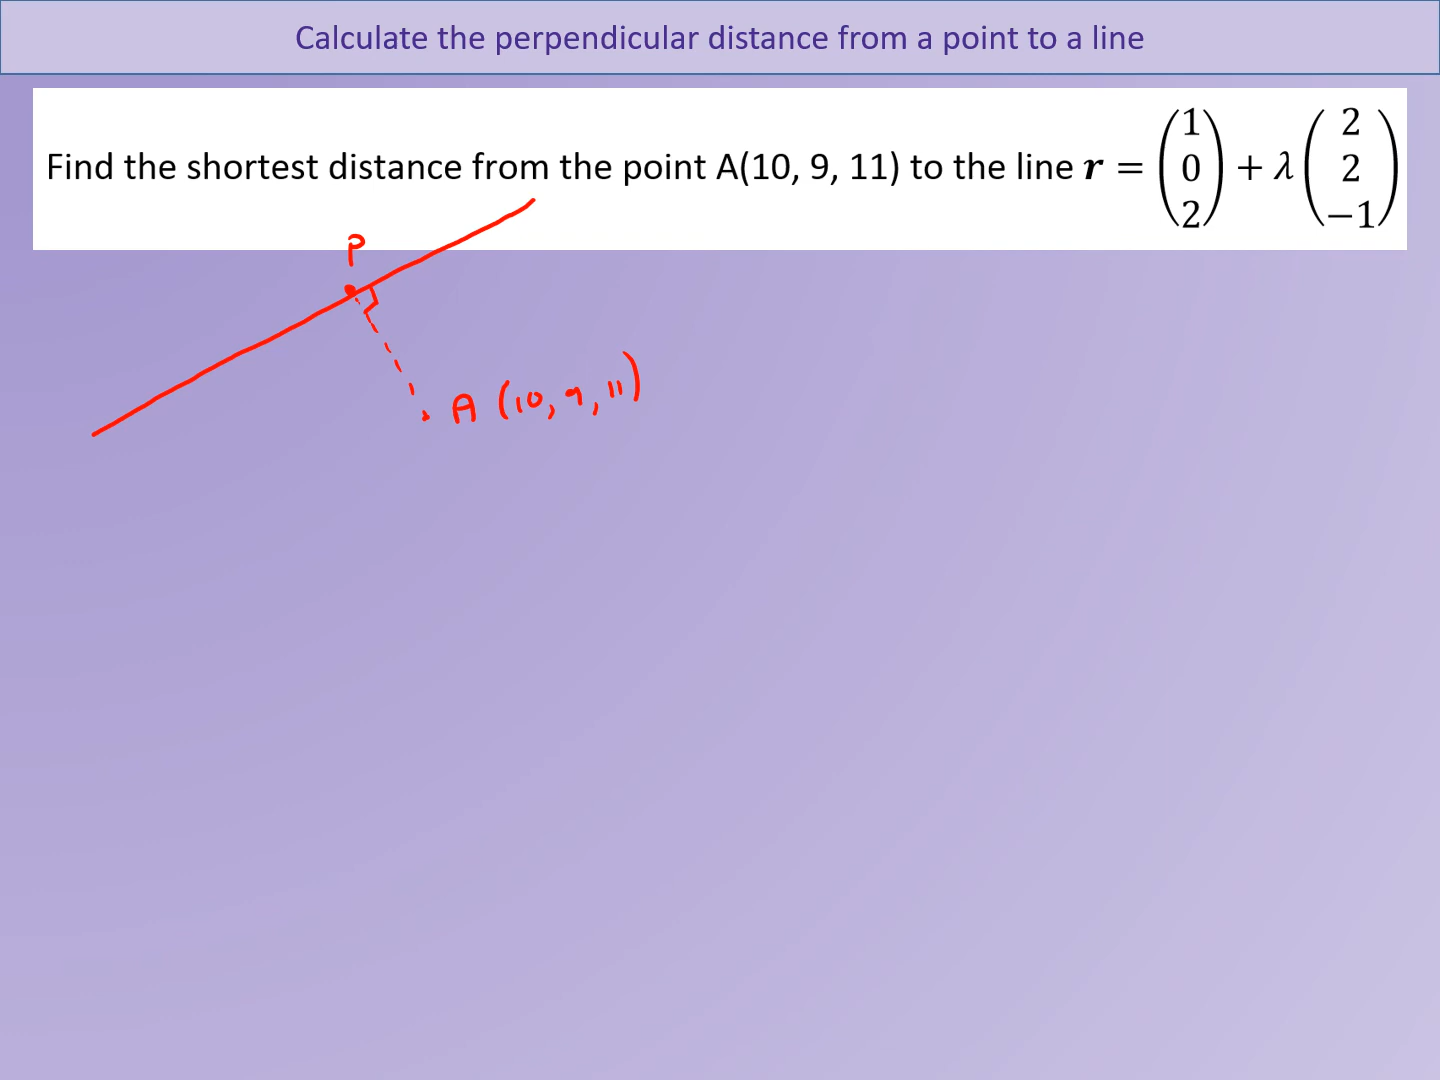 Calculate the perpendicular distance from a point to a line
Find the shortest distance from the point A(10, 9, 11) to the line r = (1 0 2) + λ (2 2 −1)
P
A (10, 9, 11)